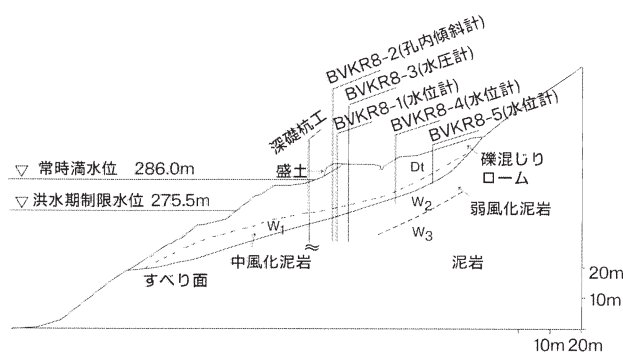 BVKR8-2(孔内傾斜計)
BVKR8-3(水圧計)
BVKR8-1(水位計)
BVKR8-4(水位計)
BVKR8-5(水位計)
深礎杭工
常時満水位 286.0m
盛土
Dt
礫混じり
ローム
洪水期制限水位 275.5m
W1
W2
弱風化泥岩
W3
中風化泥岩
泥岩
すべり面
20m
10m
10m 20m